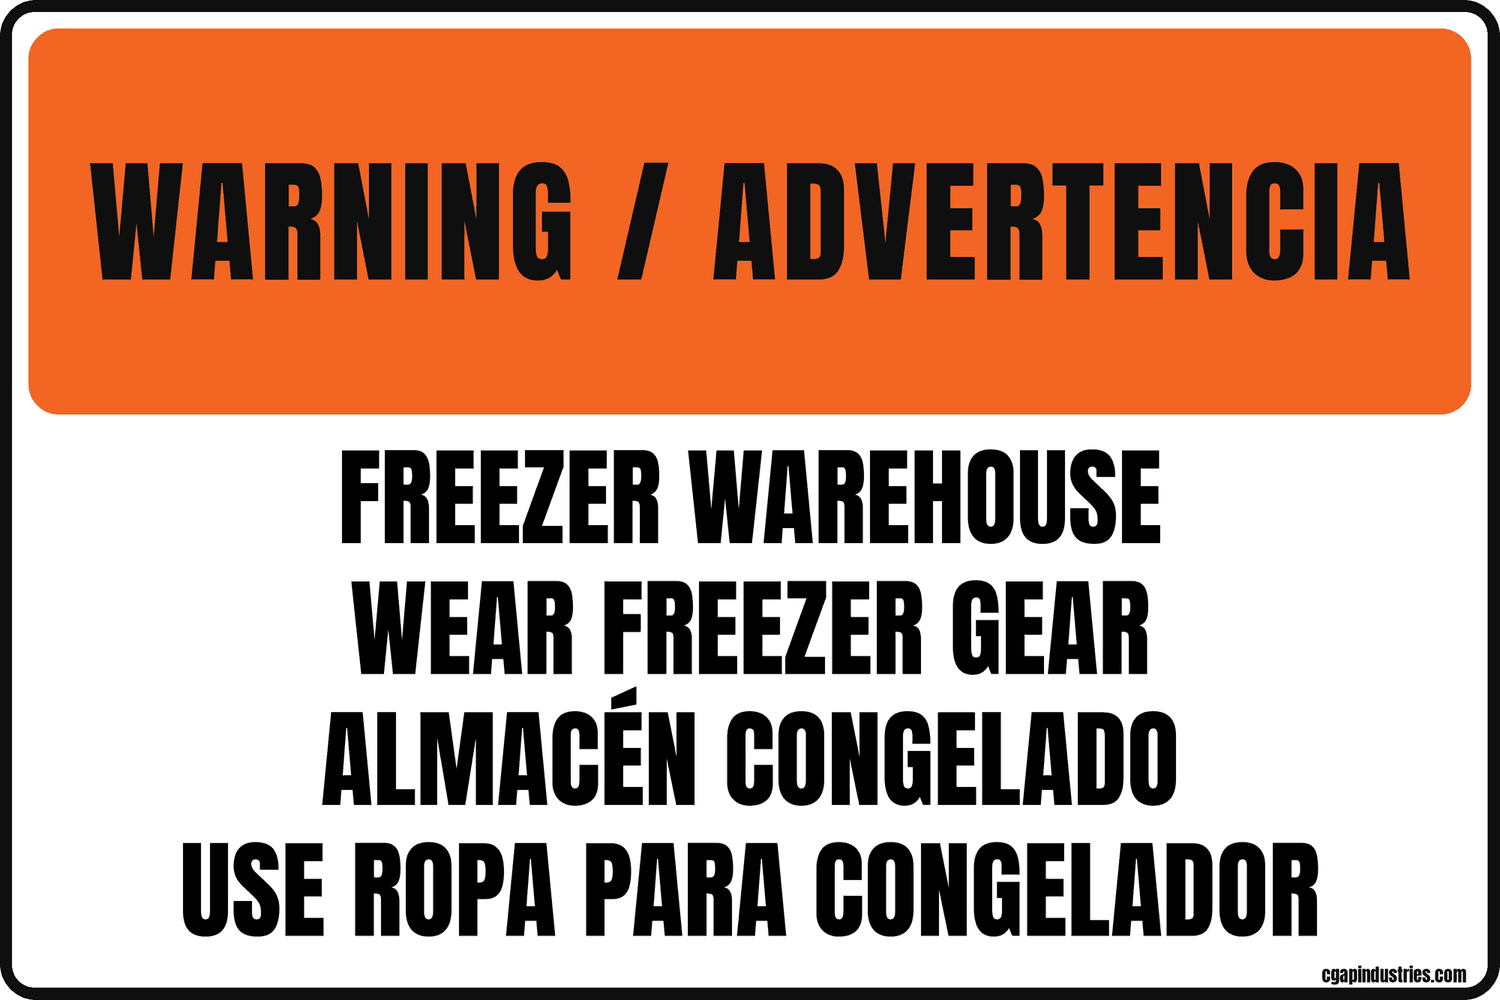 WARNING / ADVERTENCIA
FREEZER WAREHOUSE
WEAR FREEZER GEAR
ALMACÉN CONGELADO
USE ROPA PARA CONGELADOR
cgapindustries.com